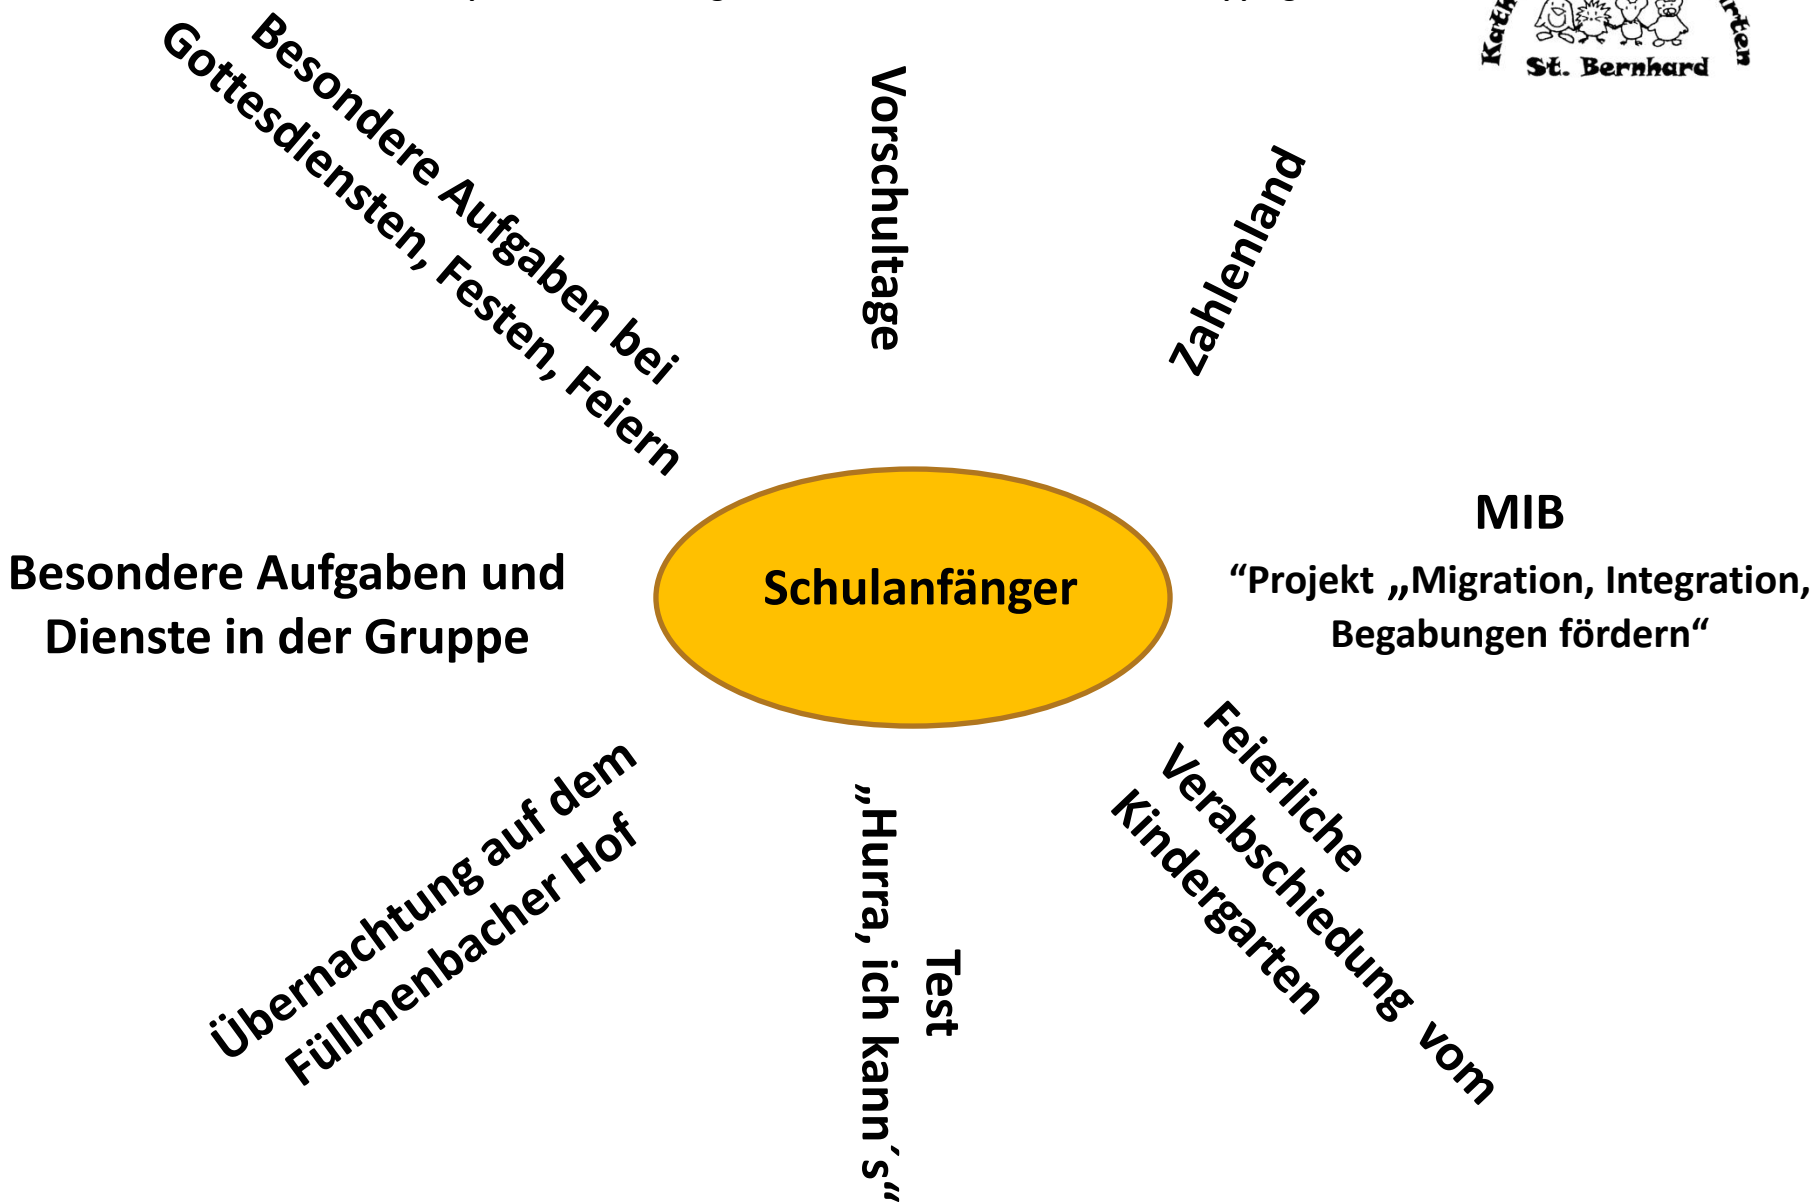 St. Bernhard
Besondere Aufgaben bei
Gottesdiensten, Festen, Feiern
Vorschultage
Zahlenland
MIB
“Projekt „Migration, Integration,
Begabungen fördern“
Besondere Aufgaben und
Dienste in der Gruppe
Schulanfänger
Feierliche
Verabschiedung vom
Kindergarten
Übernachtung auf dem
Füllmenbacher Hof
Test
„Hurra, ich kann´s“